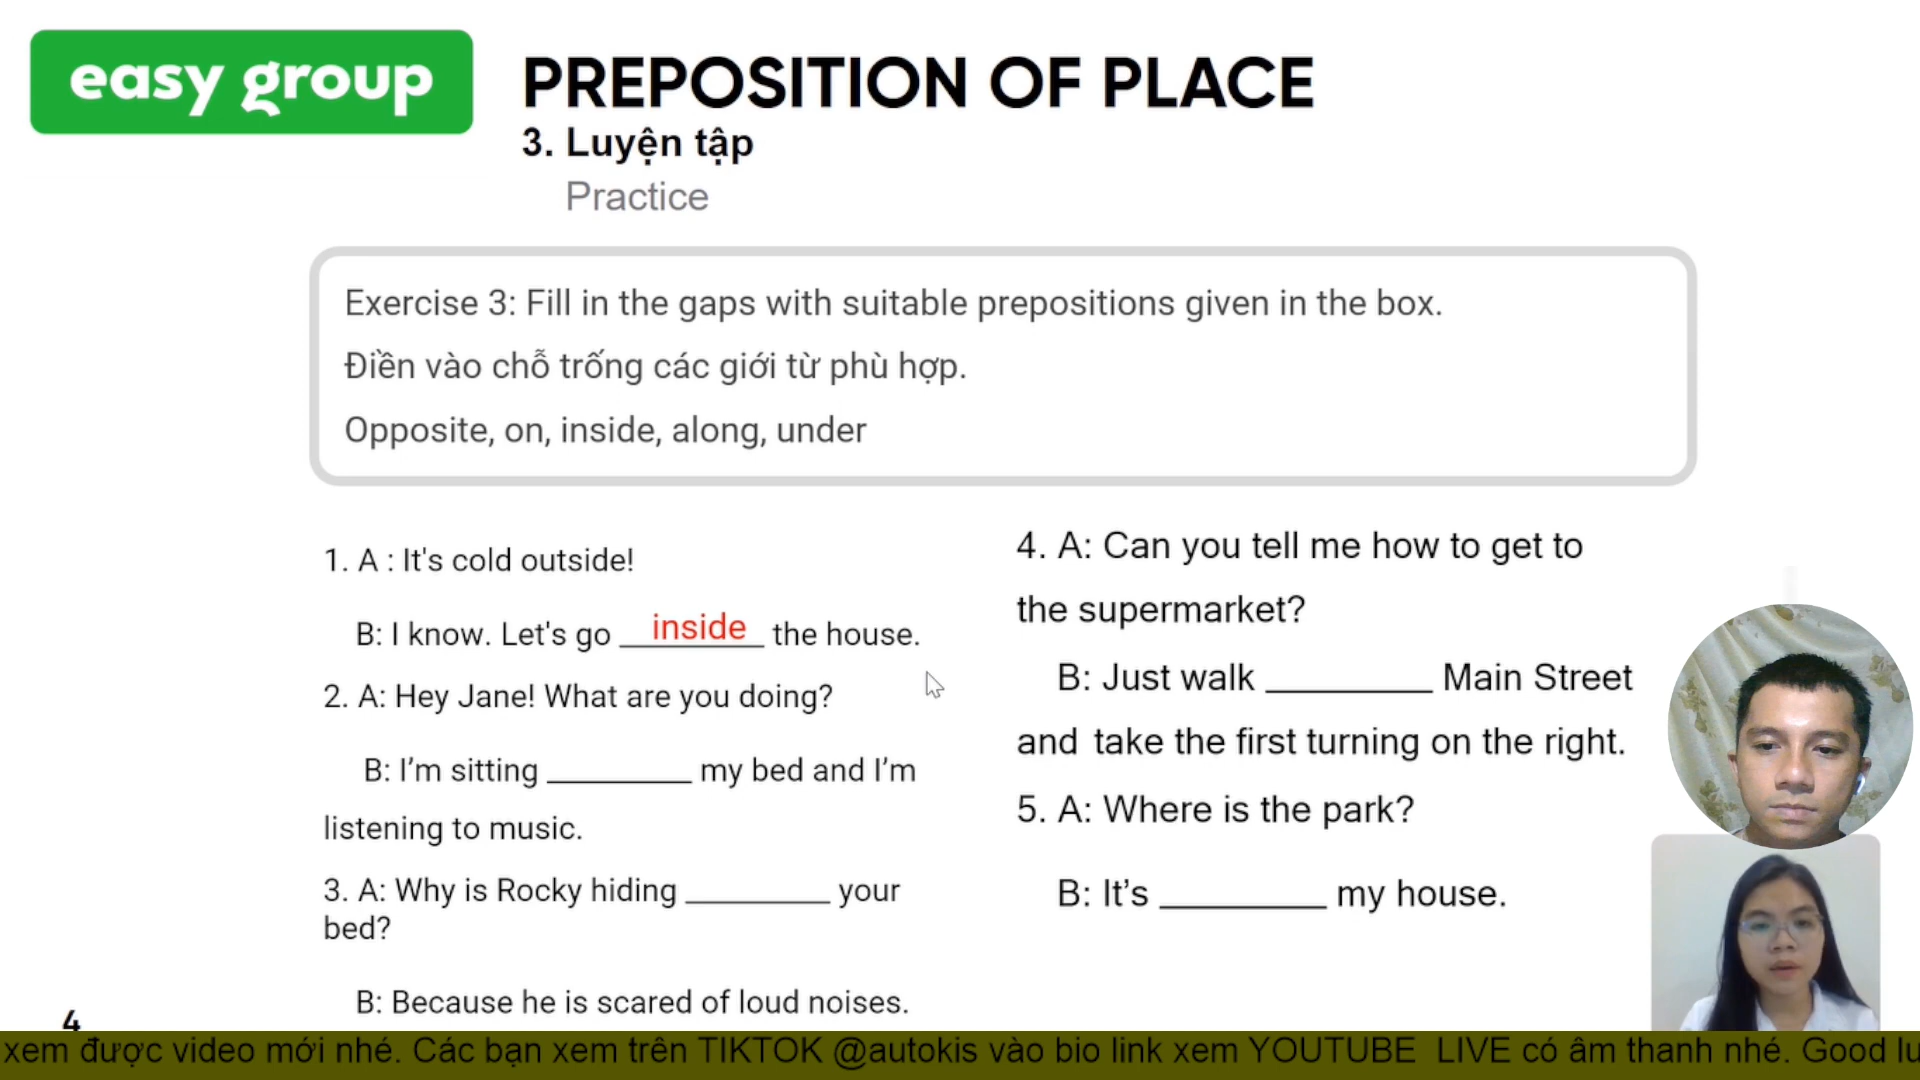 easy group
PREPOSITION OF PLACE
3. Luyện tập
Practice
Exercise 3: Fill in the gaps with suitable prepositions given in the box.
Điền vào chỗ trống các giới từ phù hợp.
Opposite, on, inside, along, under
1. A : It's cold outside!
B: I know. Let's go inside the house.
2. A: Hey Jane! What are you doing?
B: I’m sitting _________ my bed and I’m
listening to music.
3. A: Why is Rocky hiding _________ your
bed?
B: Because he is scared of loud noises.
4. A: Can you tell me how to get to
the supermarket?
B: Just walk _________ Main Street
and take the first turning on the right.
5. A: Where is the park?
B: It’s _________ my house.
4
xem được video mới nhé. Các bạn xem trên TIKTOK @autokis vào bio link xem YOUTUBE LIVE có âm thanh nhé. Good